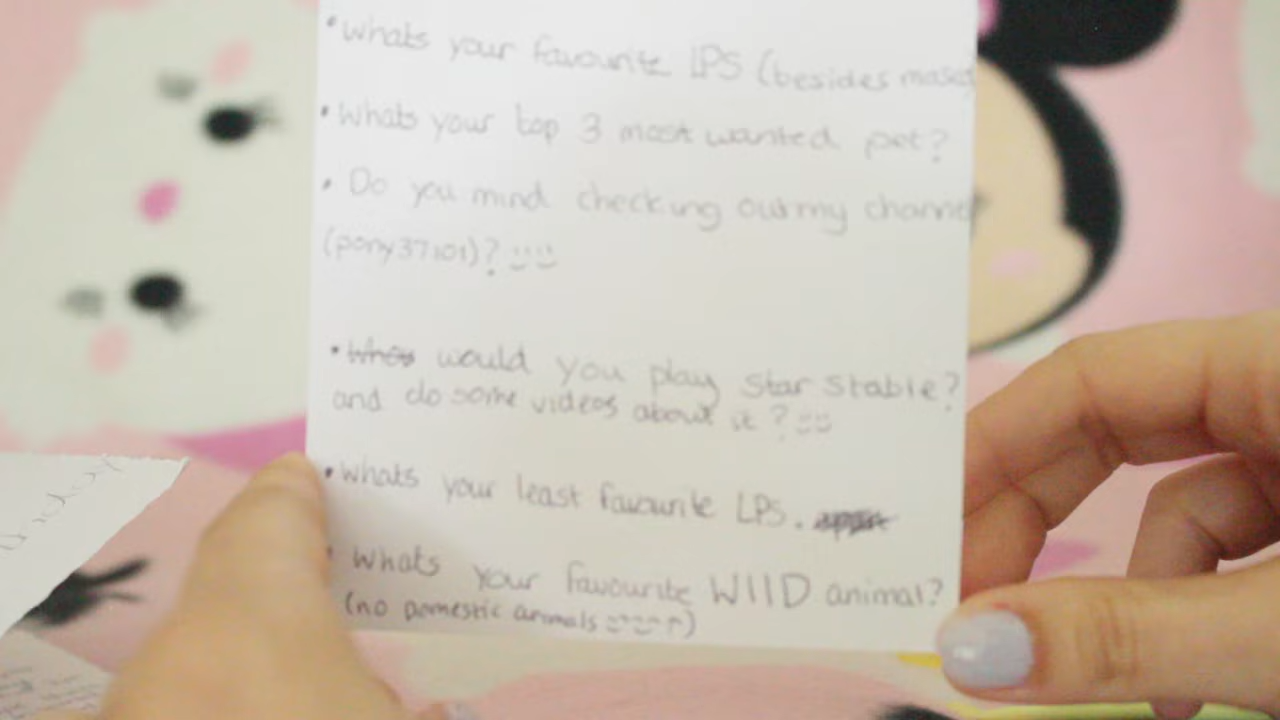 •Whats your favourite LPS (besides
•Whats your top 3 most wanted pet?
• Do you mind checking out my
(pony37101)? :) :)
• would you play star stable?
and do some videos about it? :) :)
•Whats your least favourite LPS.
• Whats your favourite WIlD animal?
(no Domestic animals